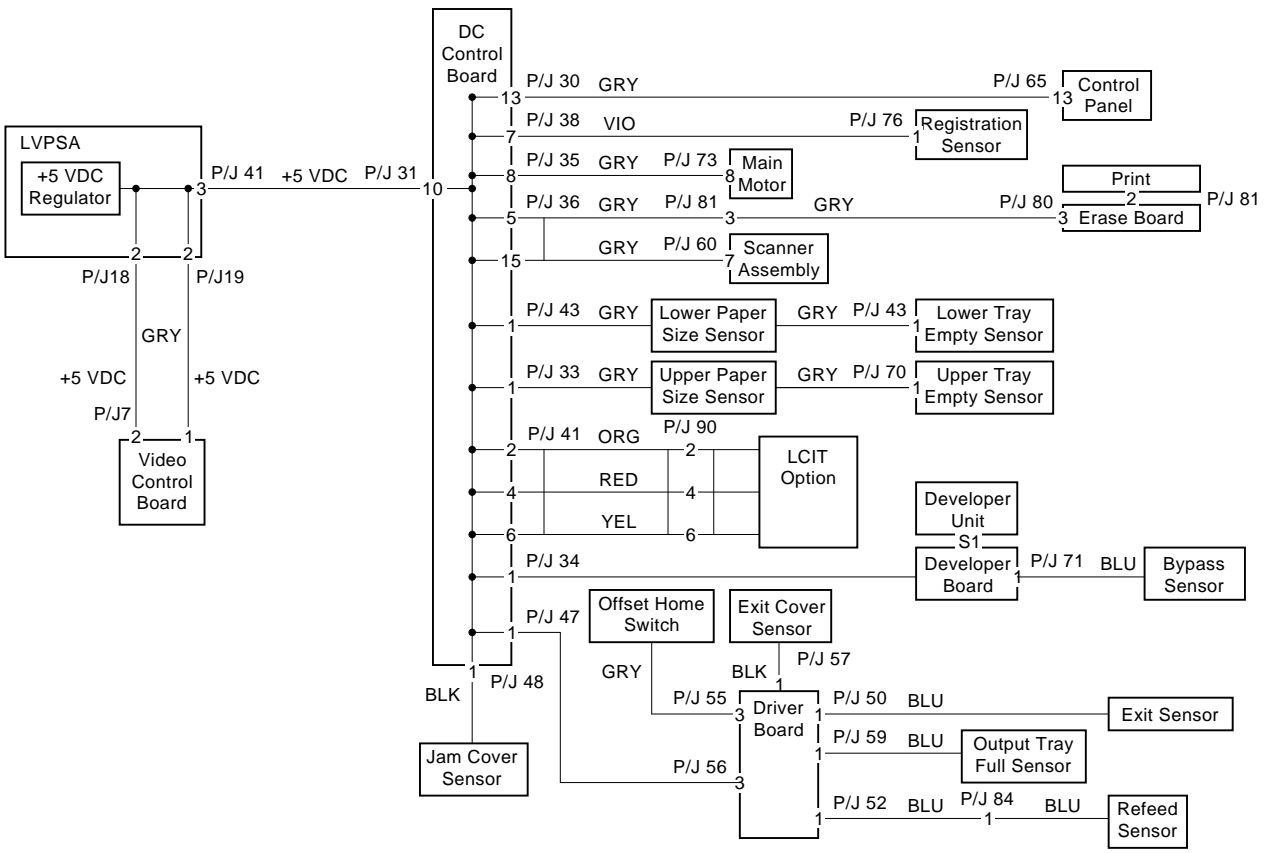 DC
Control
Board
P/J 30 GRY P/J 65
13 13 Control
Panel
P/J 38 VIO P/J 76
7 1 Registration
Sensor
LVPSA
+5 VDC
Regulator
3 P/J 41 +5 VDC P/J 31 10
P/J 35 GRY P/J 73
8 8 Main
Motor
P/J 36 GRY P/J 81 GRY P/J 80
5 3 3 Erase Board
Print
2 P/J 81
15 GRY P/J 60 7 Scanner
Assembly
2 2
P/J18 P/J19
GRY
+5 VDC +5 VDC
P/J7
2 1
Video
Control
Board
P/J 43 GRY Lower Paper
Size Sensor
GRY P/J 43 Lower Tray
Empty Sensor
1 1
P/J 33 GRY Upper Paper
Size Sensor
GRY P/J 70 Upper Tray
Empty Sensor
1 1
P/J 41 ORG P/J 90
2 2
RED
4 4
YEL
6 6
LCIT
Option
Developer
Unit
S1
P/J 34
1
Developer
Board
1 P/J 71 BLU Bypass
Sensor
P/J 47
1
Offset Home
Switch
Exit Cover
Sensor
GRY
BLK P/J 57
1
1
BLK P/J 48
Jam Cover
Sensor
P/J 55
3
P/J 56
3
Driver
Board
1 P/J 50 BLU Exit Sensor
1 P/J 59 BLU Output Tray
Full Sensor
1 P/J 52 BLU P/J 84 BLU Refeed
Sensor
1